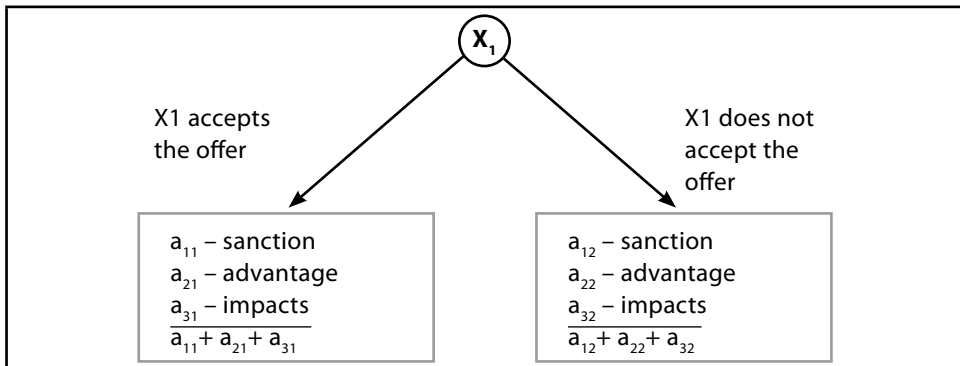 X₁
X1 accepts
the offer
X1 does not
accept the
offer
a₁₁ – sanction
a₂₁ – advantage
a₃₁ – impacts
a₁₁+ a₂₁+ a₃₁
a₁₂ – sanction
a₂₂ – advantage
a₃₂ – impacts
a₁₂+ a₂₂+ a₃₂